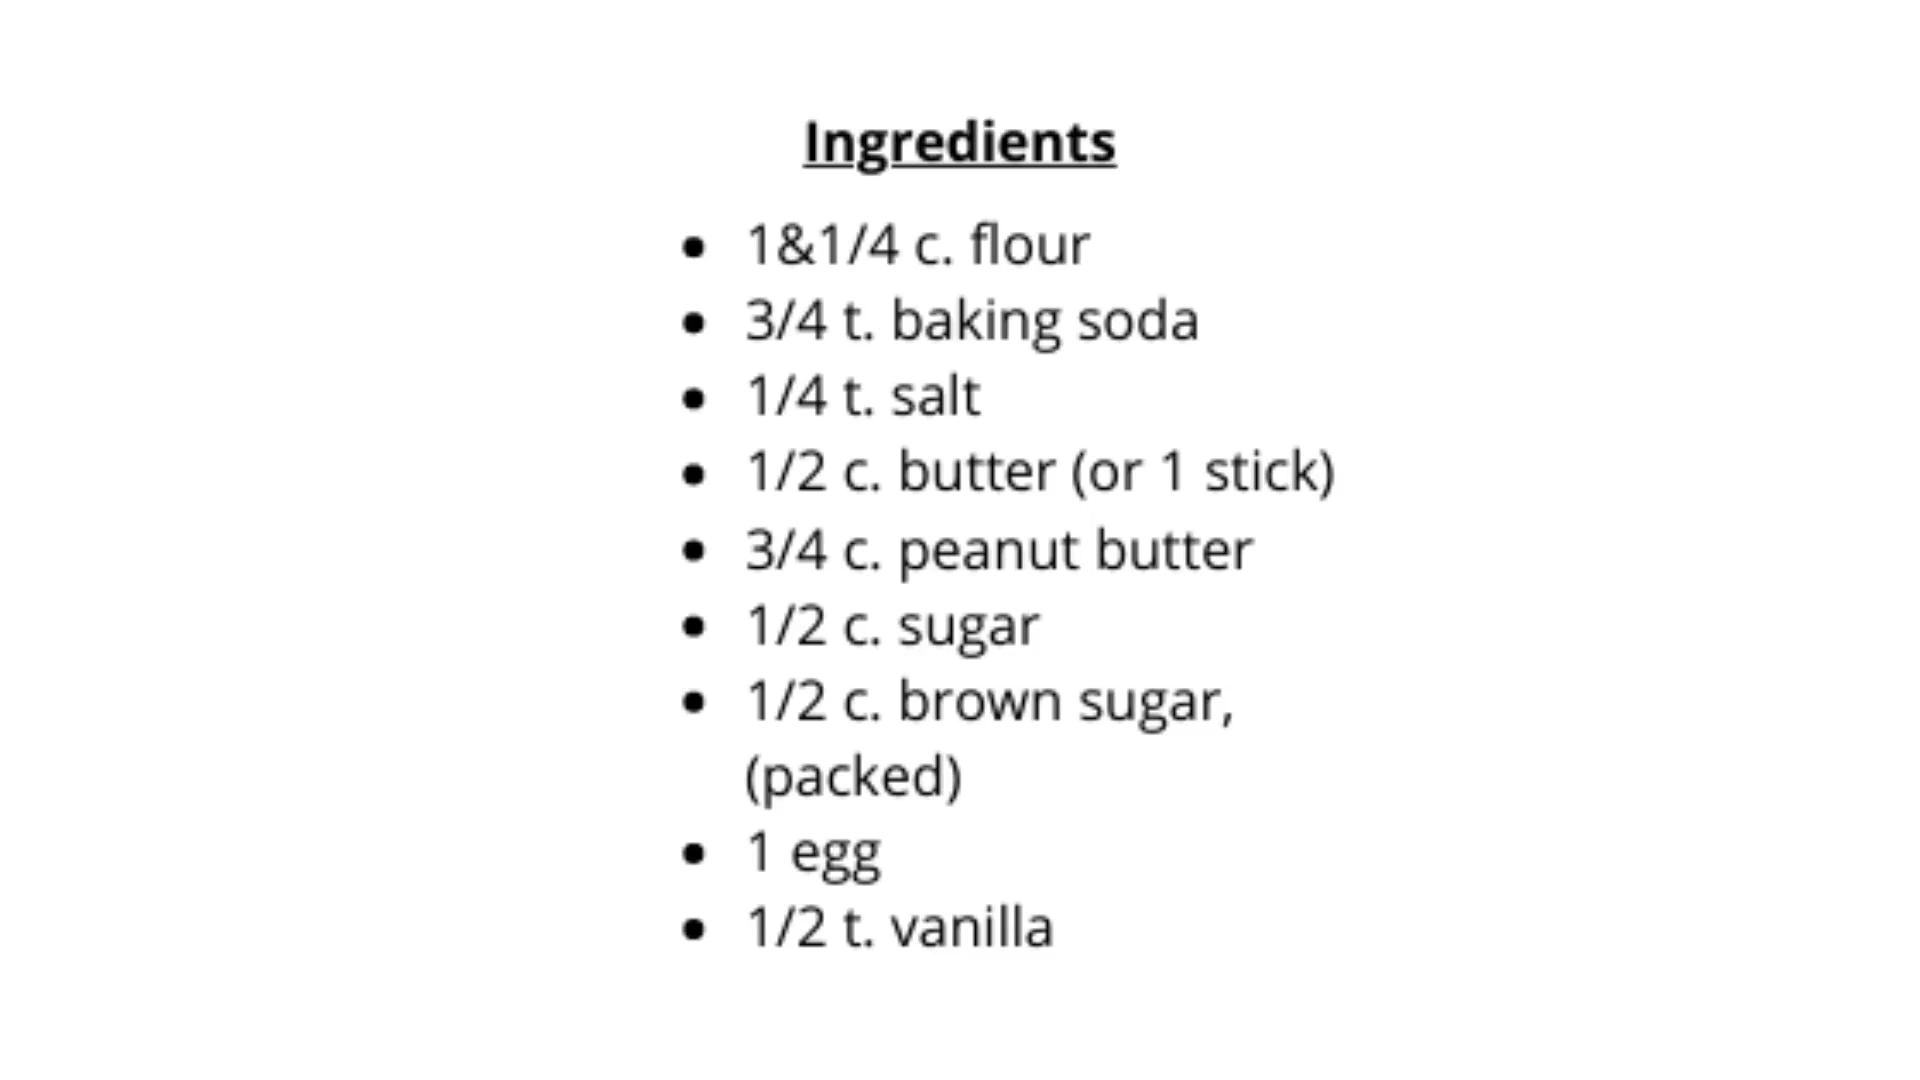 Ingredients
1&1/4 c. flour
3/4 t. baking soda
1/4 t. salt
1/2 c. butter (or 1 stick)
3/4 c. peanut butter
1/2 c. sugar
1/2 c. brown sugar,
(packed)
1 egg
1/2 t. vanilla